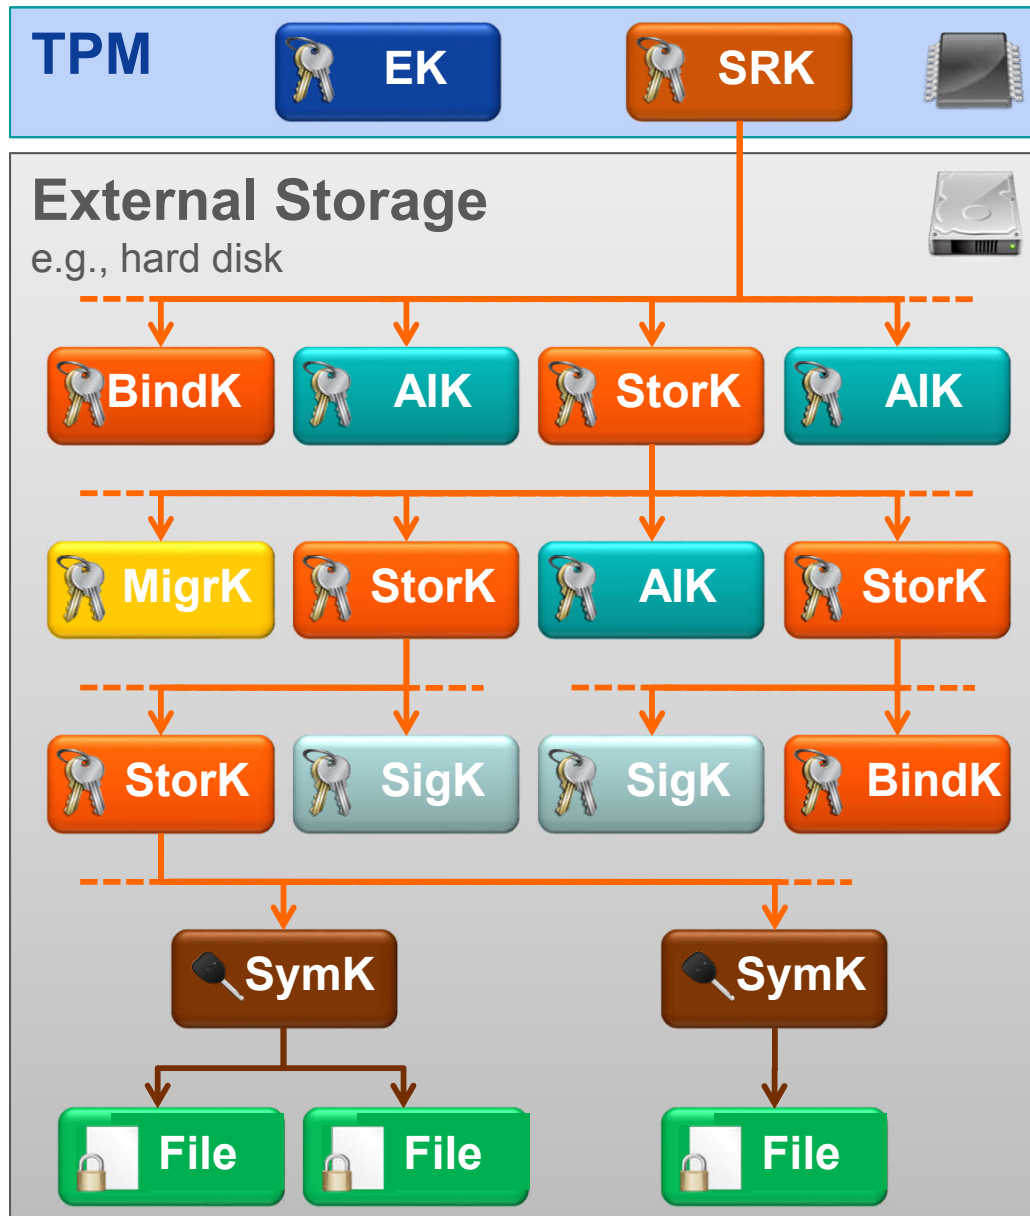 TPM
EK
SRK
External Storage
e.g., hard disk
BindK
AIK
StorK
AIK
MigrK
StorK
AIK
StorK
StorK
SigK
SigK
BindK
SymK
SymK
File
File
File